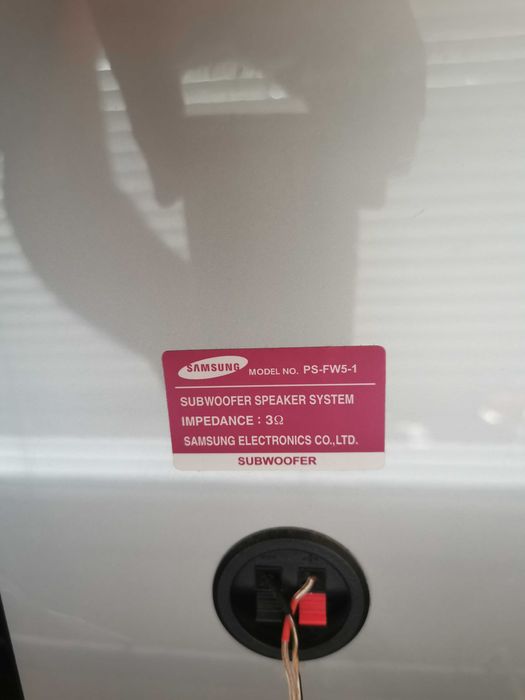 SAMSUNG MODEL NO. PS-FW5-1
SUBWOOFER SPEAKER SYSTEM
IMPEDANCE : 3Ω
SAMSUNG ELECTRONICS CO.,LTD.
SUBWOOFER